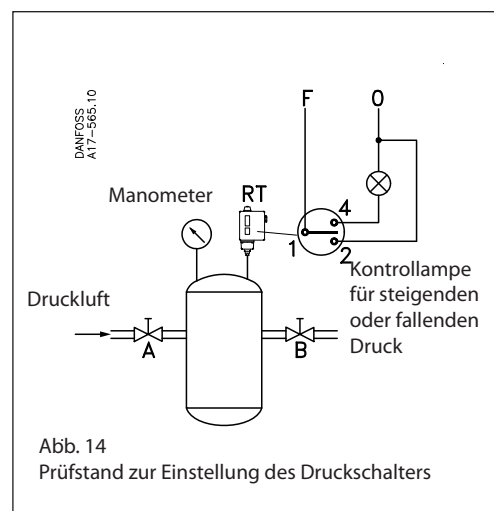 DANFOSS
A17-565.10
F
O
Manometer
RT
4
1
2
Kontrollampe
für steigenden
oder fallenden
Druck
Druckluft
A
B
Abb. 14
Prüfstand zur Einstellung des Druckschalters